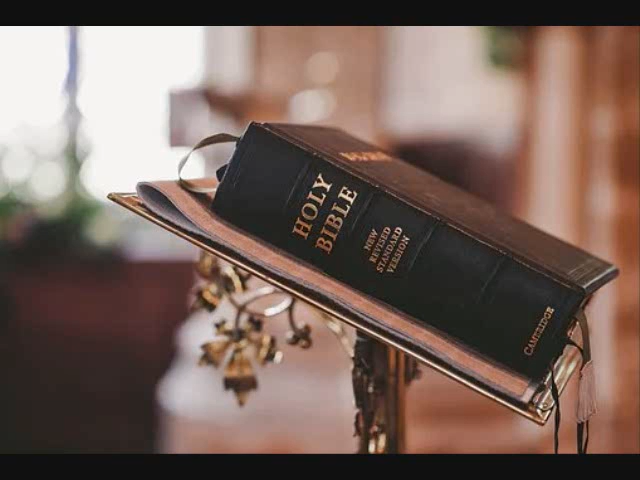 HOLY
BIBLE
NEW
REVISED
STANDARD
VERSION
CAMBRIDGE